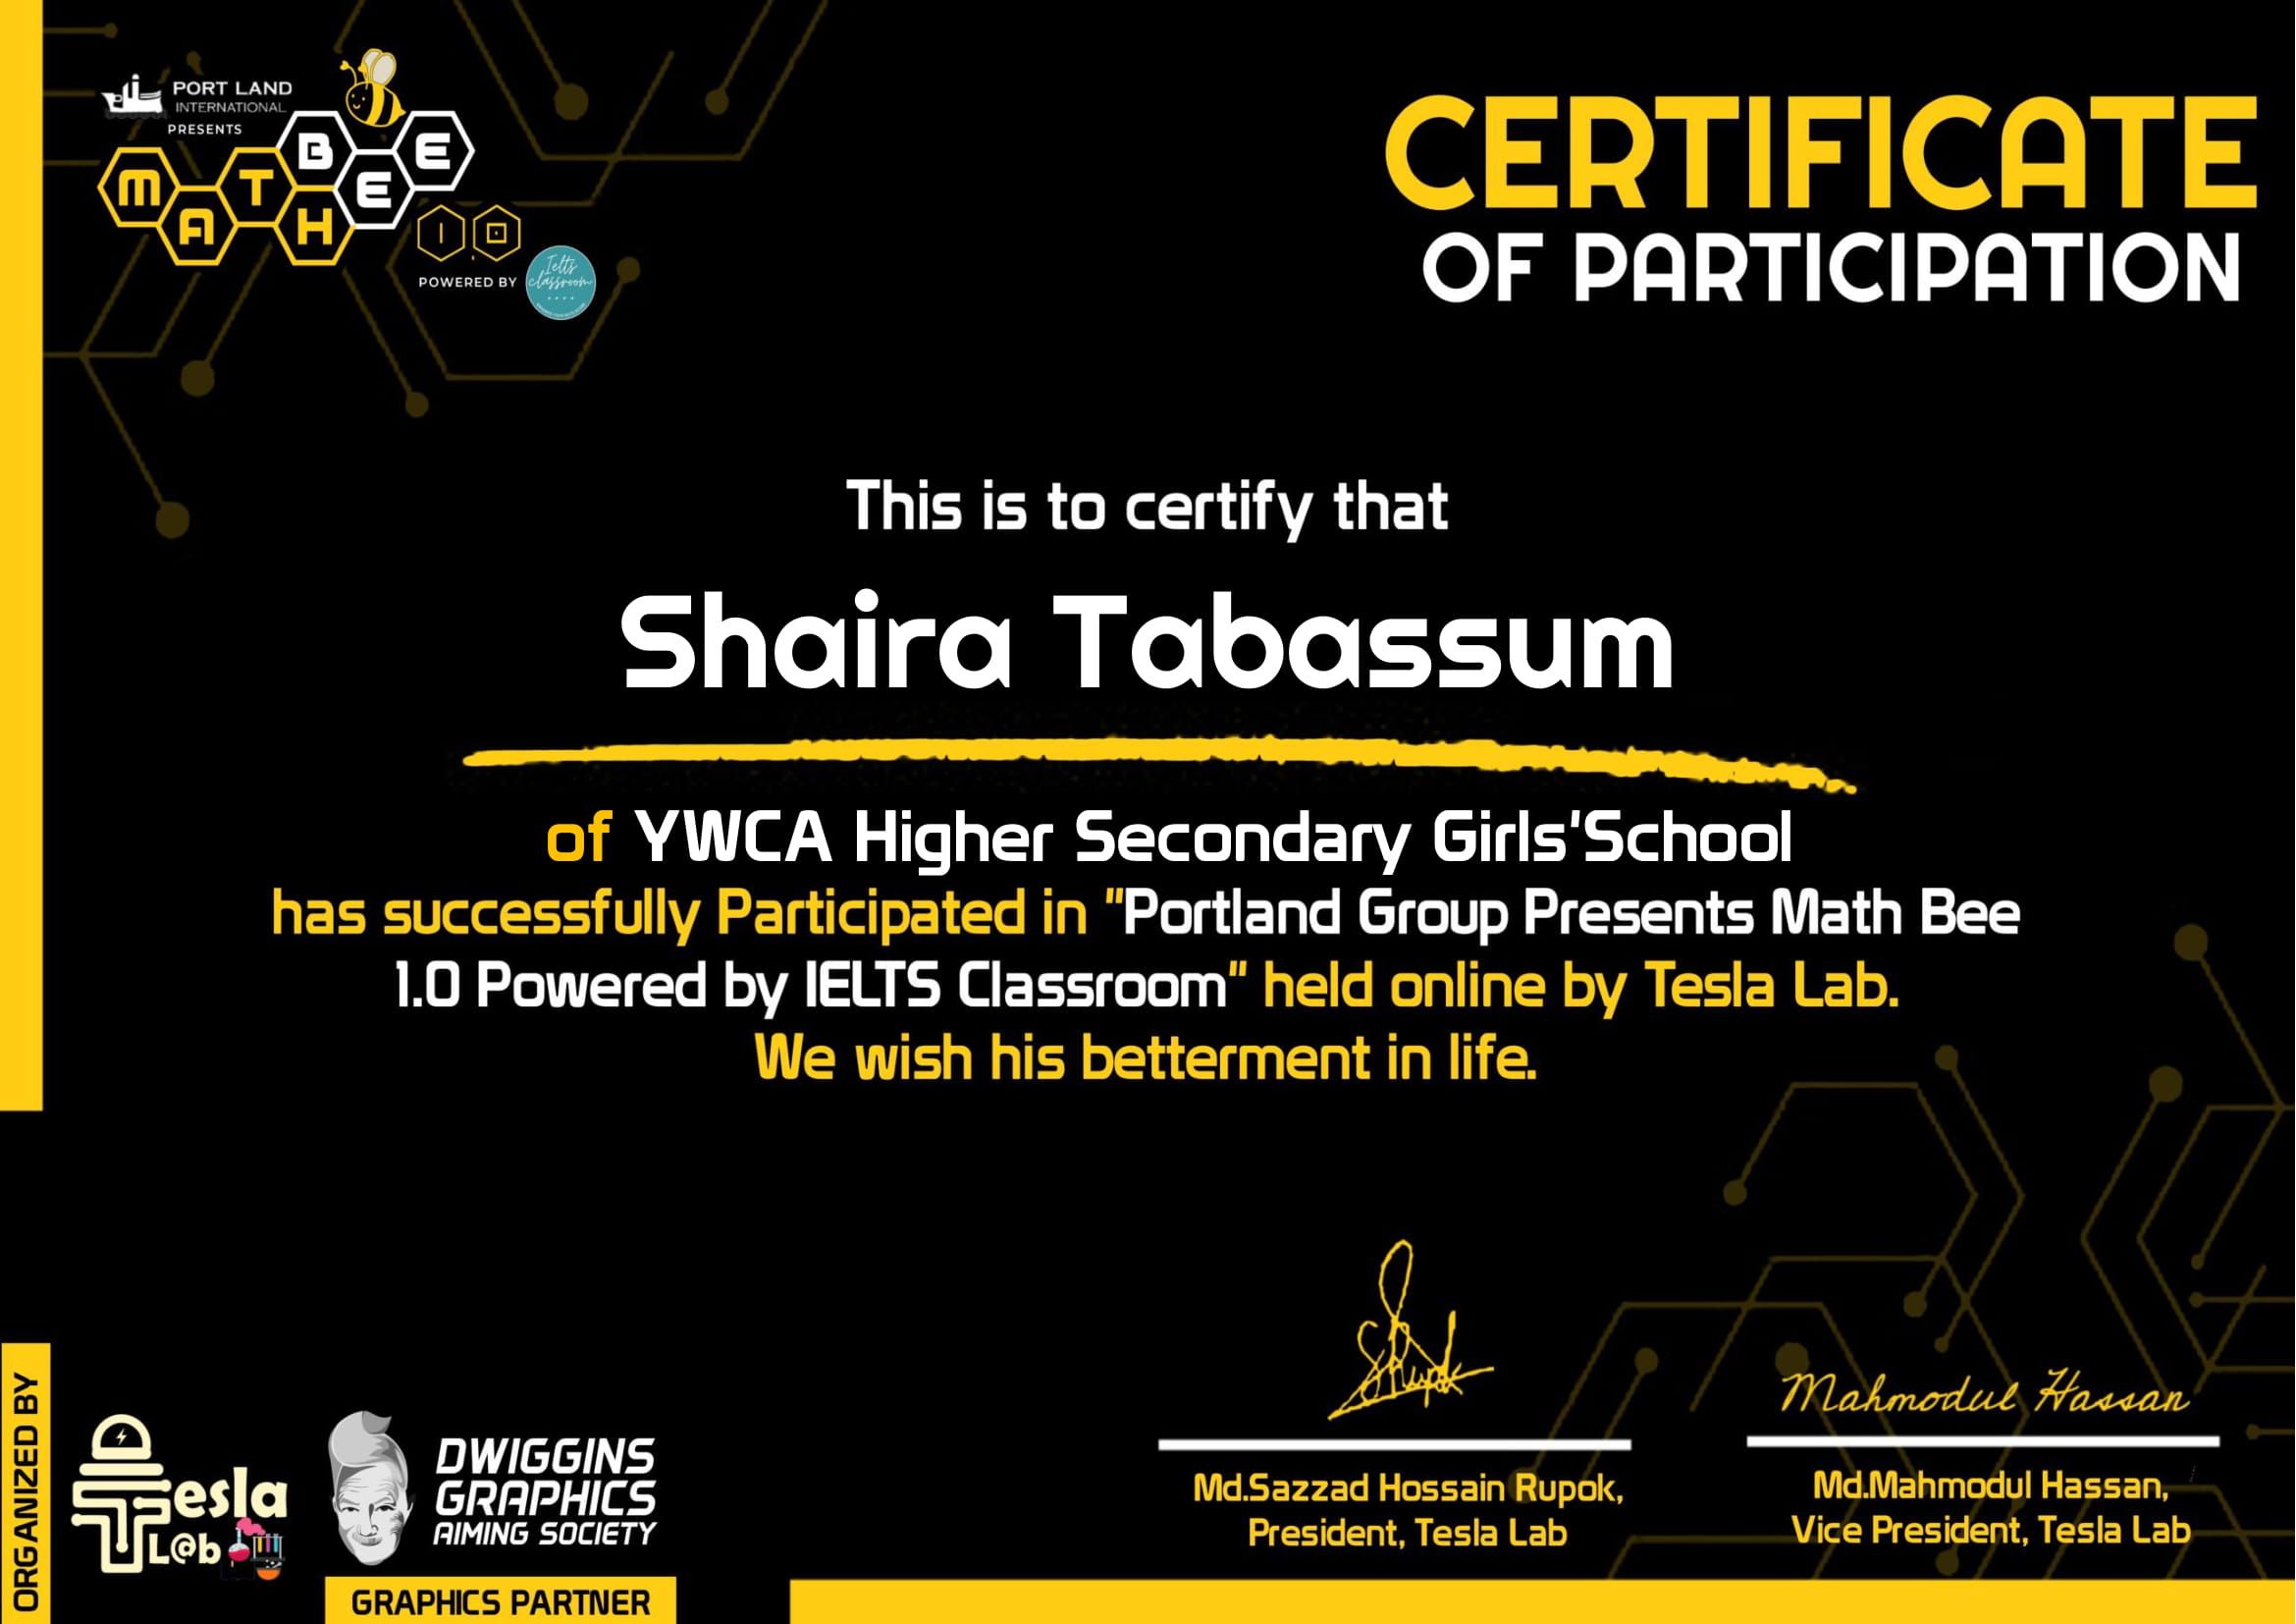 PORT LAND
INTERNATIONAL
PRESENTS
MATH BEE
1.0
POWERED BY
Ielts
classroom
CERTIFICATE
OF PARTICIPATION
This is to certify that
Shaira Tabassum
of YWCA Higher Secondary Girls'School
has successfully Participated in "Portland Group Presents Math Bee
1.0 Powered by IELTS Classroom" held online by Tesla Lab.
We wish his betterment in life.
Mahmodul Hassan
Md.Sazzad Hossain Rupok,
President, Tesla Lab
Md.Mahmodul Hassan,
Vice President, Tesla Lab
ORGANIZED BY
Tesla
L@b
DWIGGINS
GRAPHICS
AIMING SOCIETY
GRAPHICS PARTNER